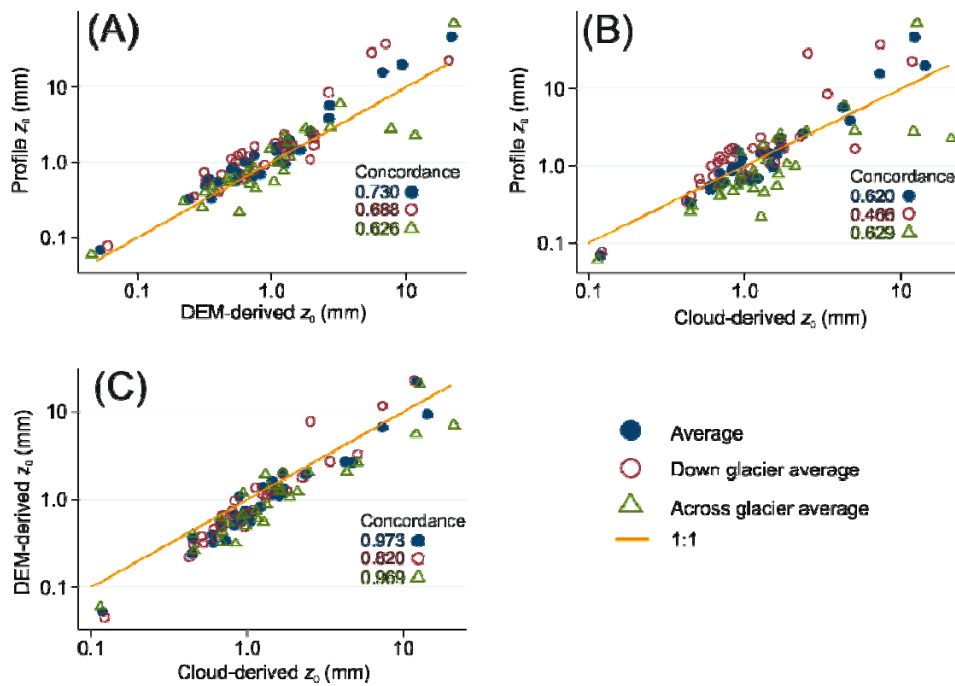 (A)
Profile z₀ (mm)
10
1.0
0.1
Concordance
0.730
0.688
0.626
0.1
1.0
10
DEM-derived z₀ (mm)
(B)
Profile z₀ (mm)
10
1.0
0.1
Concordance
0.620
0.466
0.629
0.1
1.0
10
Cloud-derived z₀ (mm)
(C)
DEM-derived z₀ (mm)
10
1.0
0.1
Concordance
0.973
0.820
0.969
0.1
1.0
10
Cloud-derived z₀ (mm)
Average
Down glacier average
Across glacier average
1:1